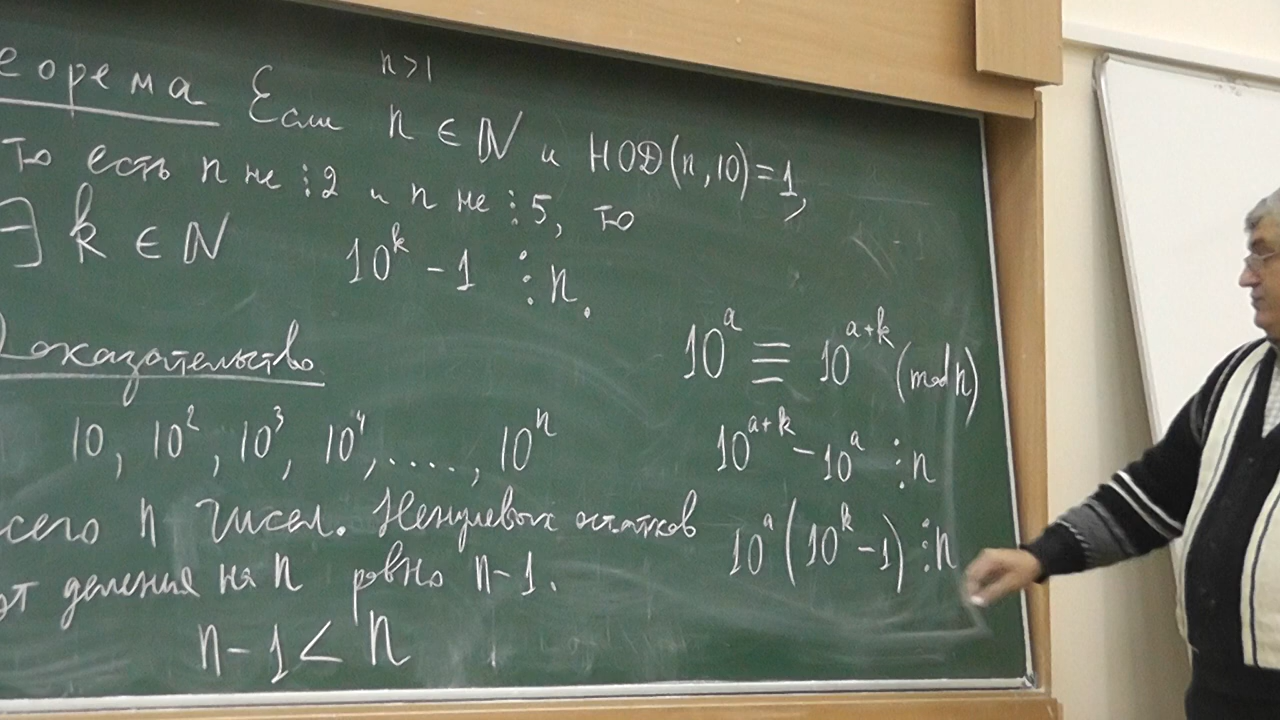 n>1
еорема Если n ∈ ℕ и НОД(n,10)=1,
То есть n не ⋮2 и n не ⋮5, то
∃ k ∈ ℕ 10^k - 1 ⋮ n.
Доказательство
10, 10^2, 10^3, 10^4, ...., 10^n
сего n чисел. Ненулевых остатков
от деления на n ровно n-1.
n-1 < n
10^a ≡ 10^{a+k} (mod n)
10^{a+k} - 10^a ⋮ n
10^a (10^k - 1) ⋮ n